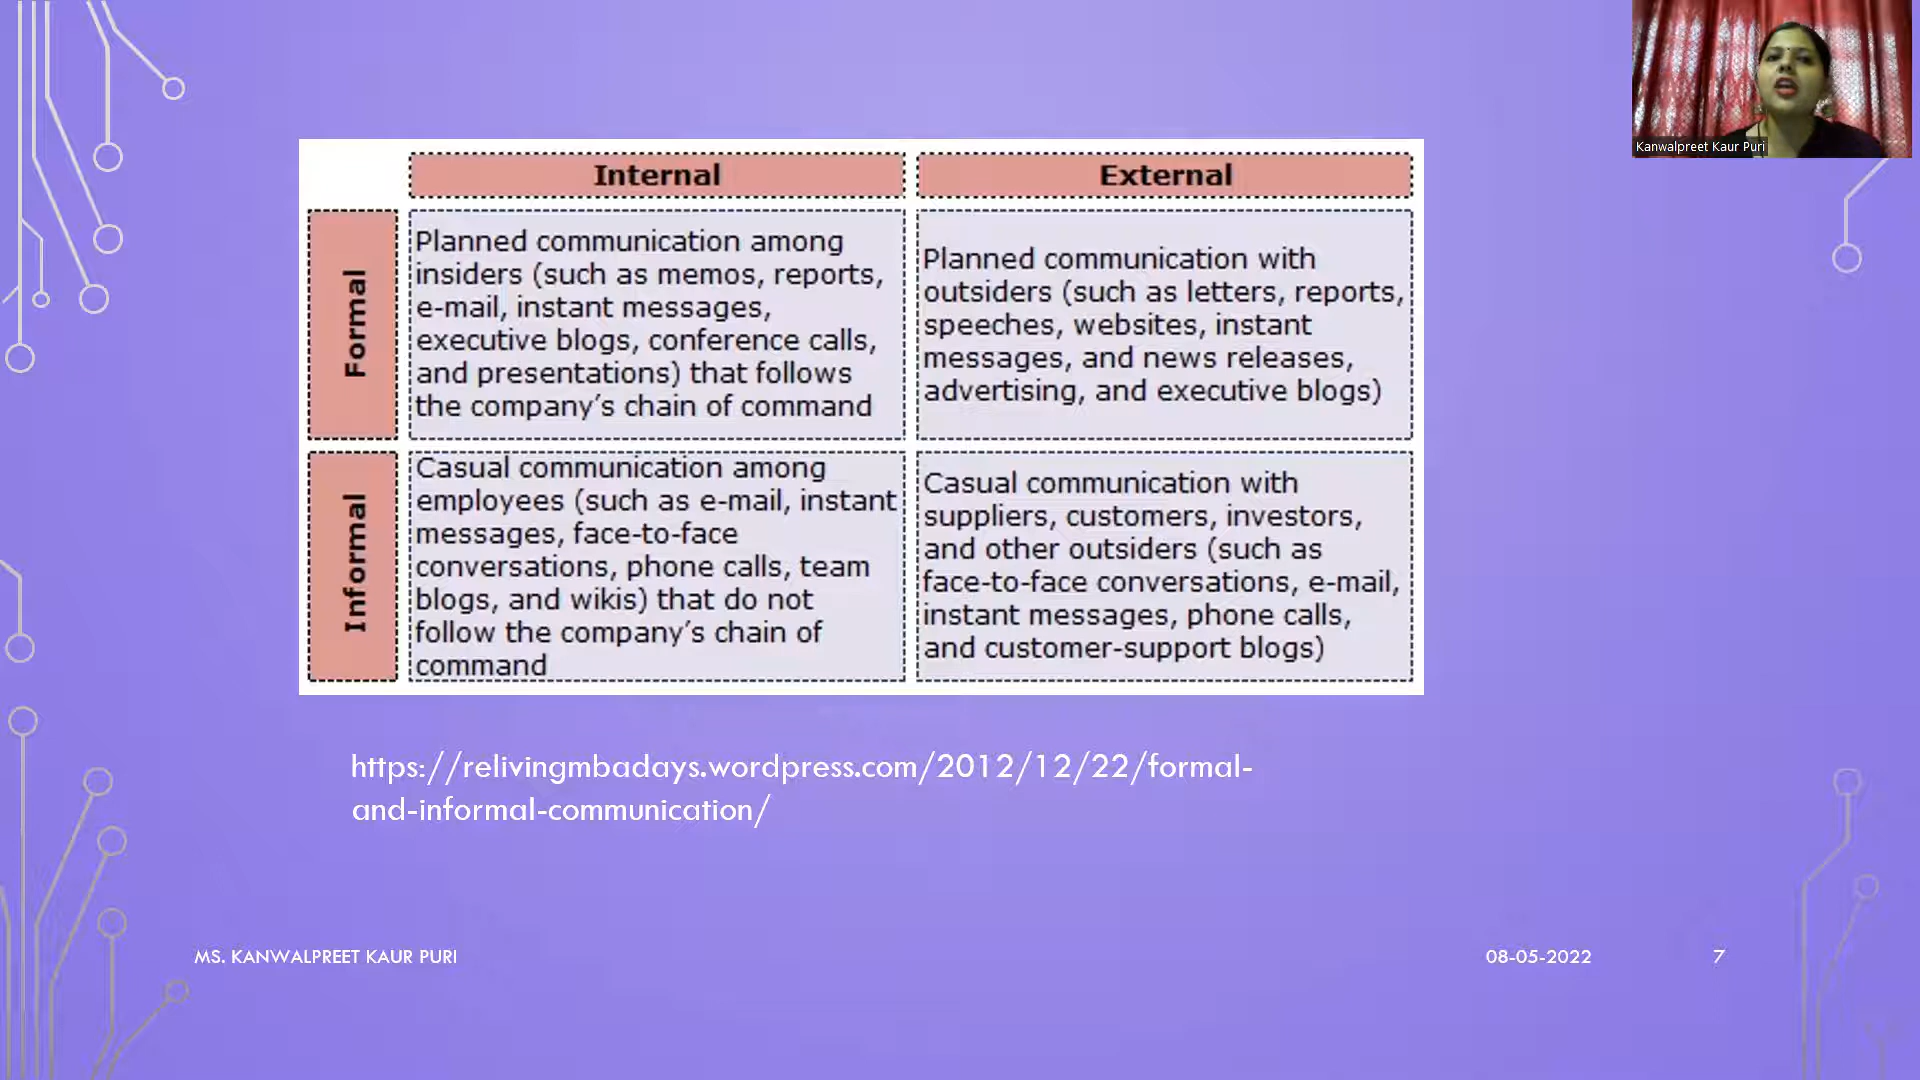 Kanwalpreet Kaur Puri
Internal
External
Formal
Planned communication among
insiders (such as memos, reports,
e-mail, instant messages,
executive blogs, conference calls,
and presentations) that follows
the company's chain of command
Planned communication with
outsiders (such as letters, reports,
speeches, websites, instant
messages, and news releases,
advertising, and executive blogs)
Informal
Casual communication among
employees (such as e-mail, instant
messages, face-to-face
conversations, phone calls, team
blogs, and wikis) that do not
follow the company's chain of
command
Casual communication with
suppliers, customers, investors,
and other outsiders (such as
face-to-face conversations, e-mail,
instant messages, phone calls,
and customer-support blogs)
https://relivingmbadays.wordpress.com/2012/12/22/formal-
and-informal-communication/
MS. KANWALPREET KAUR PURI
08-05-2022
7